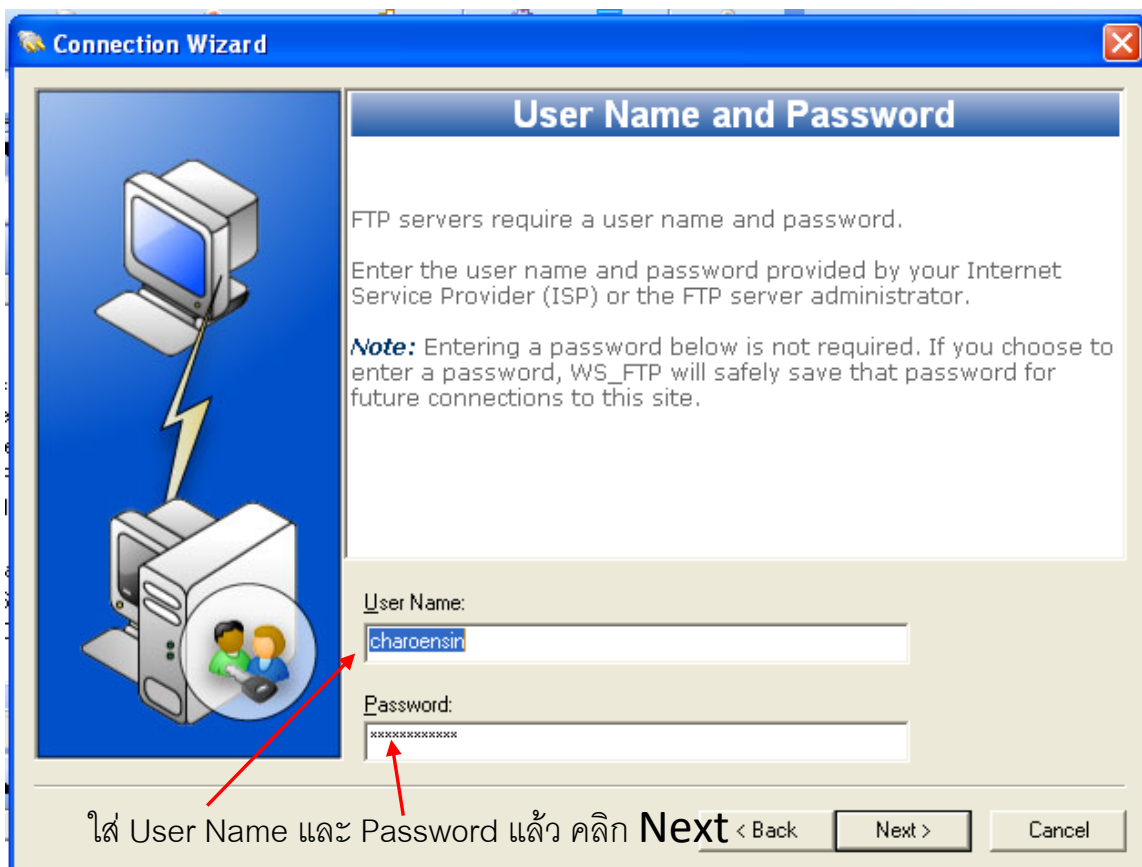 Connection Wizard
User Name and Password
FTP servers require a user name and password.
Enter the user name and password provided by your Internet
Service Provider (ISP) or the FTP server administrator.
Note: Entering a password below is not required. If you choose to
enter a password, WS_FTP will safely save that password for
future connections to this site.
User Name:
charoensin
Password:
************
ใส่ User Name และ Password แล้ว คลิก Next
< Back Next > Cancel